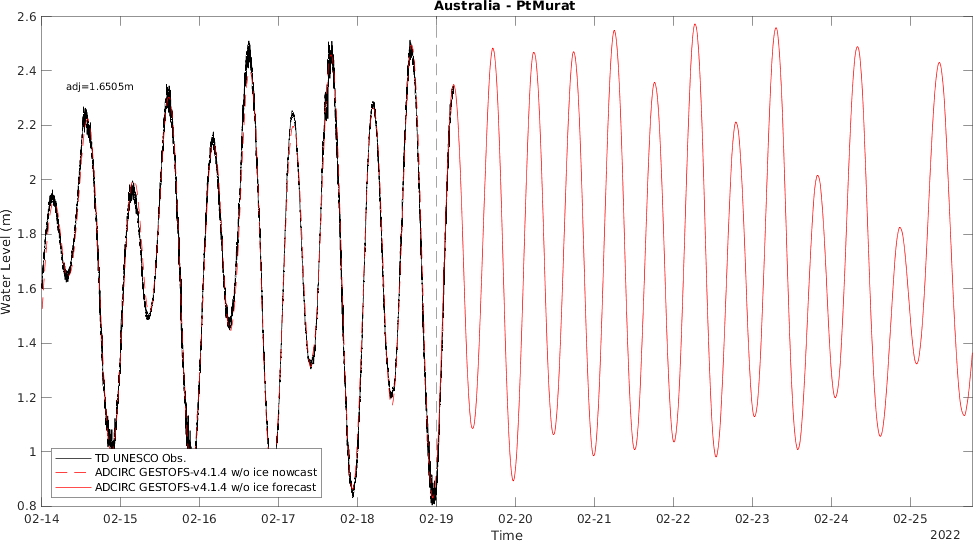 Australia - PtMurat
2.6
2.4
adj=1.6505m
2.2
2
1.8
Water Level (m)
1.6
1.4
1.2
1
TD UNESCO Obs.
ADCIRC GESTOFS-v4.1.4 w/o ice nowcast
ADCIRC GESTOFS-v4.1.4 w/o ice forecast
0.8
02-14 02-15 02-16 02-17 02-18 02-19 02-20 02-21 02-22 02-23 02-24 02-25
Time
2022